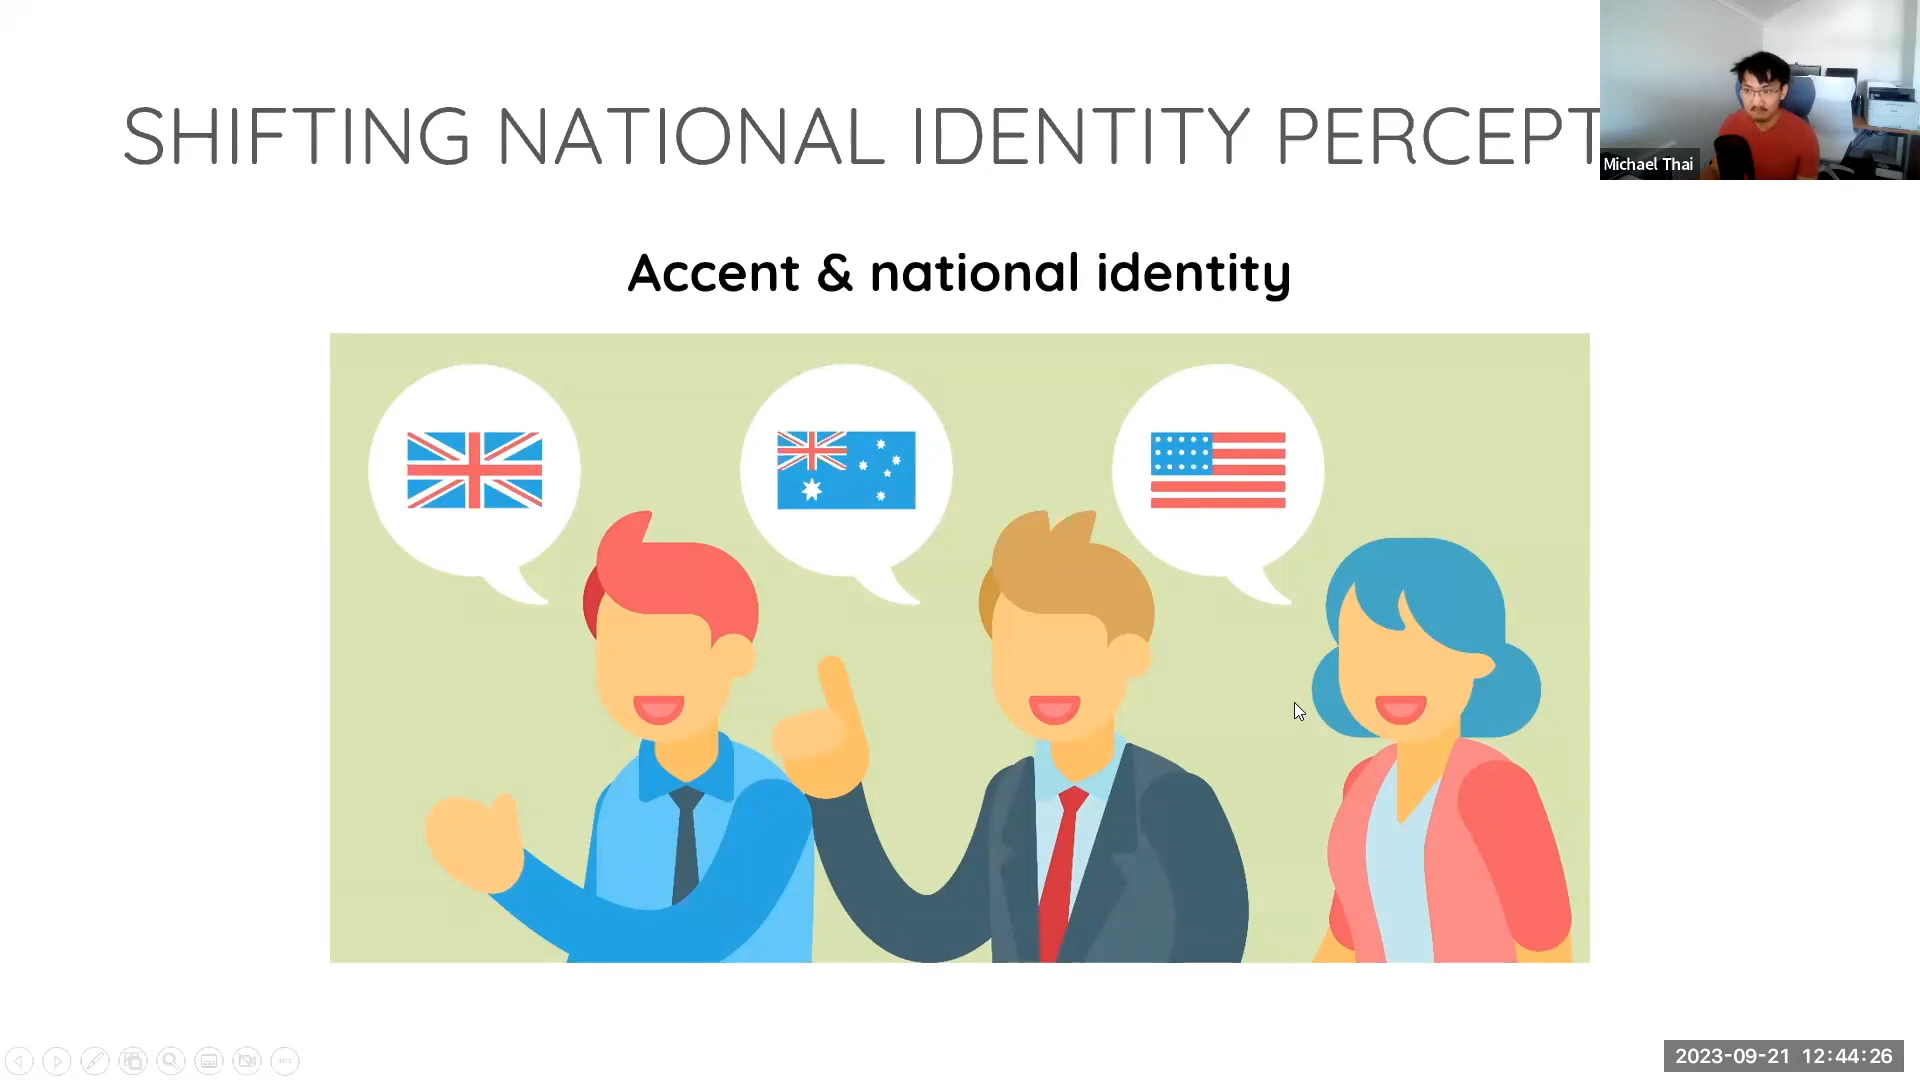 SHIFTING NATIONAL IDENTITY PERCEPT
Michael Thai
Accent & national identity
2023-09-21 12:44:26